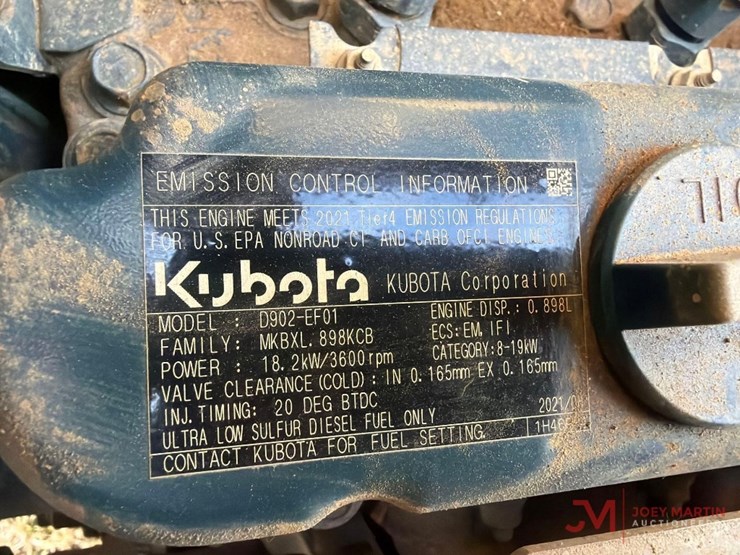 EMISSION CONTROL INFORMATION
THIS ENGINE MEETS 2021 Tier4 EMISSION REGULATIONS
FOR U.S. EPA NONROAD CI AND CARB OFCI ENGINES
Kubota KUBOTA Corporation
MODEL : D902-EF01 ENGINE DISP.: 0.898L
FAMILY: MKBXL.898KCB ECS:EM,IFI
POWER : 18.2kW/3600rpm CATEGORY:8-19kW
VALVE CLEARANCE(COLD): IN 0.165mm EX 0.165mm
INJ.TIMING: 20 DEG BTDC
ULTRA LOW SULFUR DIESEL FUEL ONLY
CONTACT KUBOTA FOR FUEL SETTING.
OIL
JM JOEY MARTIN
AUCTIONEERS